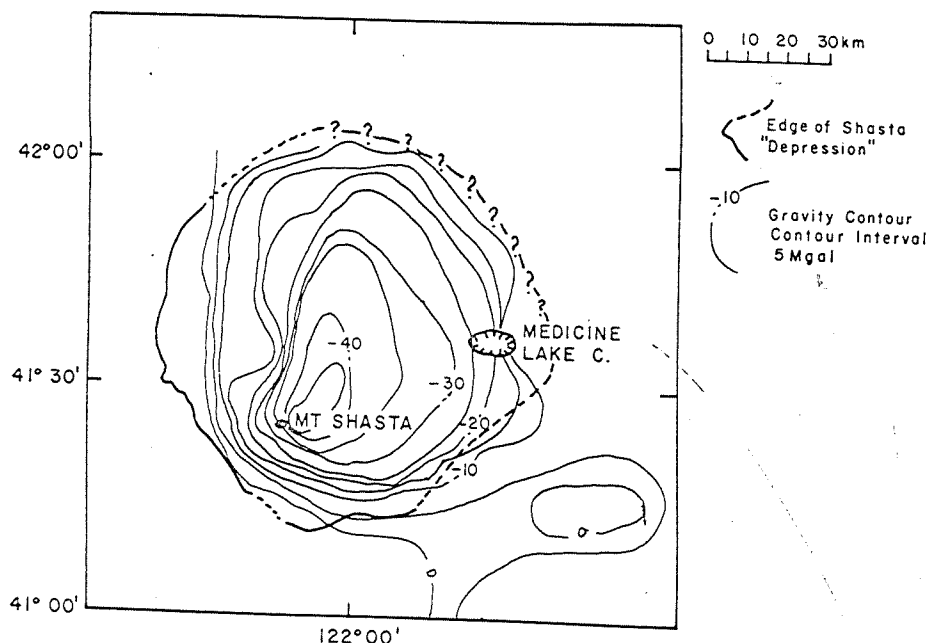 0 15 20 30km
Edge of Shasta
"Depression"
-10
Gravity Contour
Contour Interval
5 Mgal
42°00'
41°30'
41°00'
122°00'
? ? ? ? ? ? ? ? ? ?
MEDICINE
LAKE C.
-40
-30
MT SHASTA
-20
-10
0
0